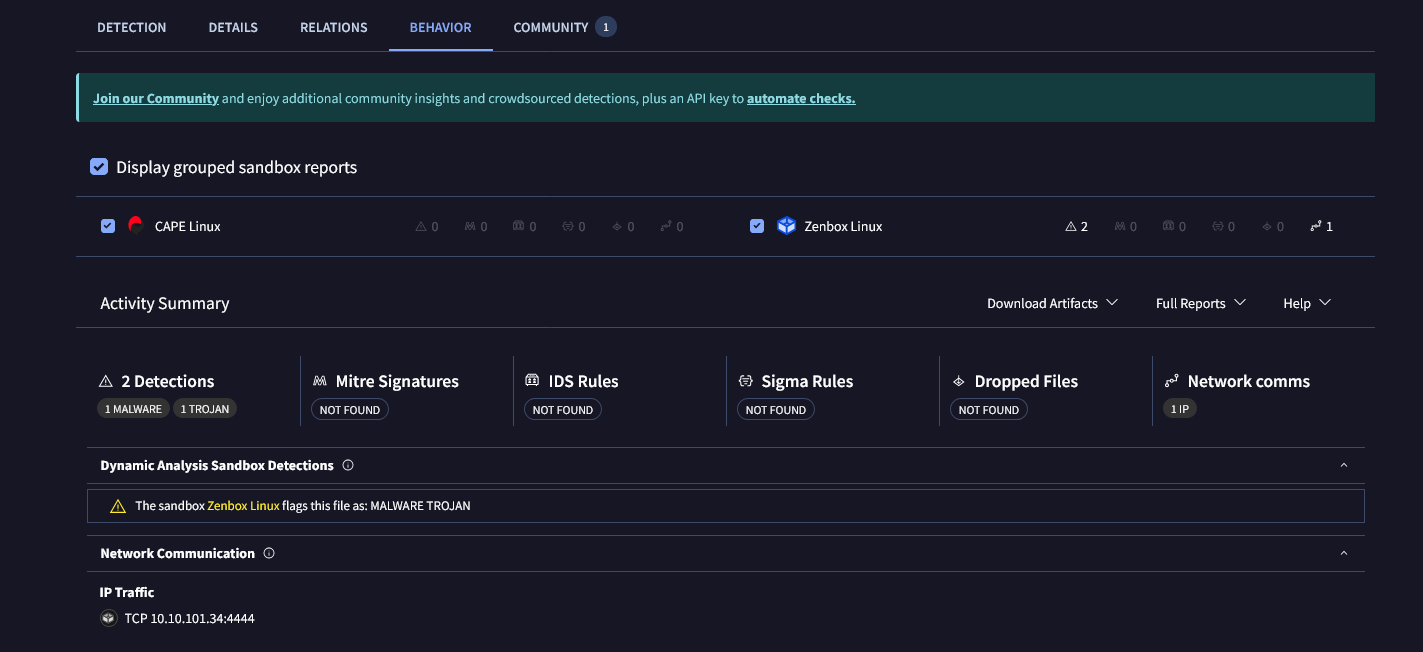 DETECTION DETAILS RELATIONS BEHAVIOR COMMUNITY 1
Join our Community and enjoy additional community insights and crowdsourced detections, plus an API key to automate checks.
Display grouped sandbox reports
CAPE Linux 0 0 0 0 0 0 Zenbox Linux 2 0 0 0 0 1
Activity Summary Download Artifacts Full Reports Help
2 Detections Mitre Signatures IDS Rules Sigma Rules Dropped Files Network comms
1 MALWARE 1 TROJAN NOT FOUND NOT FOUND NOT FOUND NOT FOUND 1 IP
Dynamic Analysis Sandbox Detections
The sandbox Zenbox Linux flags this file as: MALWARE TROJAN
Network Communication
IP Traffic
TCP 10.10.101.34:4444